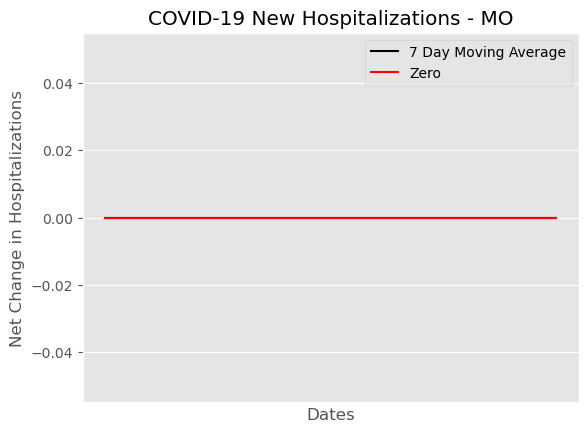 COVID-19 New Hospitalizations - MO
7 Day Moving Average
Zero
Net Change in Hospitalizations
0.04
0.02
0.00
−0.02
−0.04
Dates